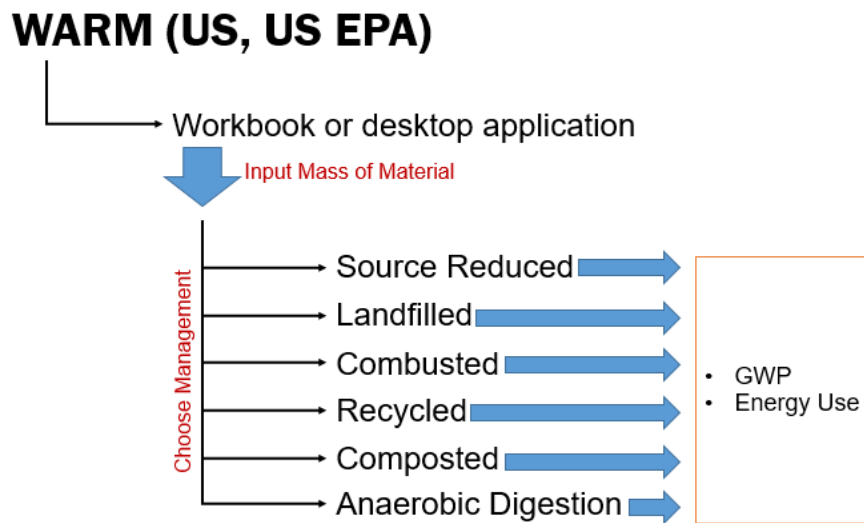 WARM (US, US EPA)
Workbook or desktop application
Input Mass of Material
Choose Management
Source Reduced
Landfilled
Combusted
Recycled
Composted
Anaerobic Digestion
• GWP
• Energy Use